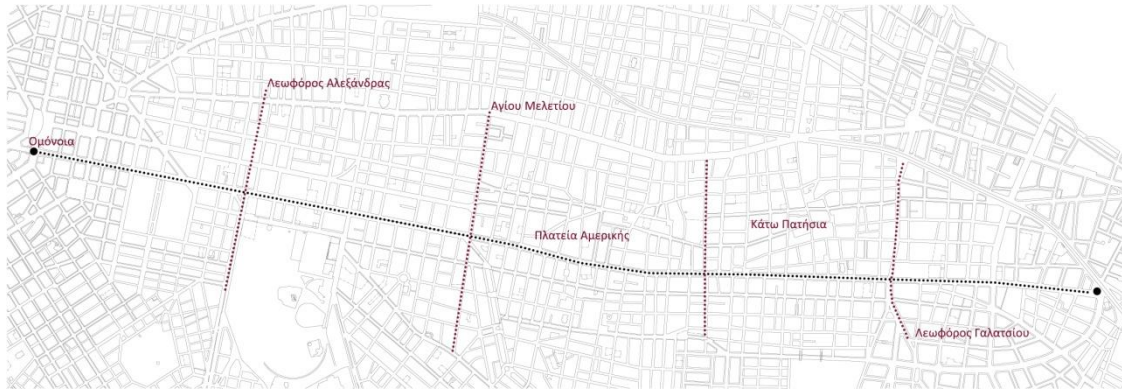 Λεωφόρος Αλεξάνδρας
Αγίου Μελετίου
Ομόνοια
Πλατεία Αμερικής
Κάτω Πατήσια
Λεωφόρος Γαλατσίου